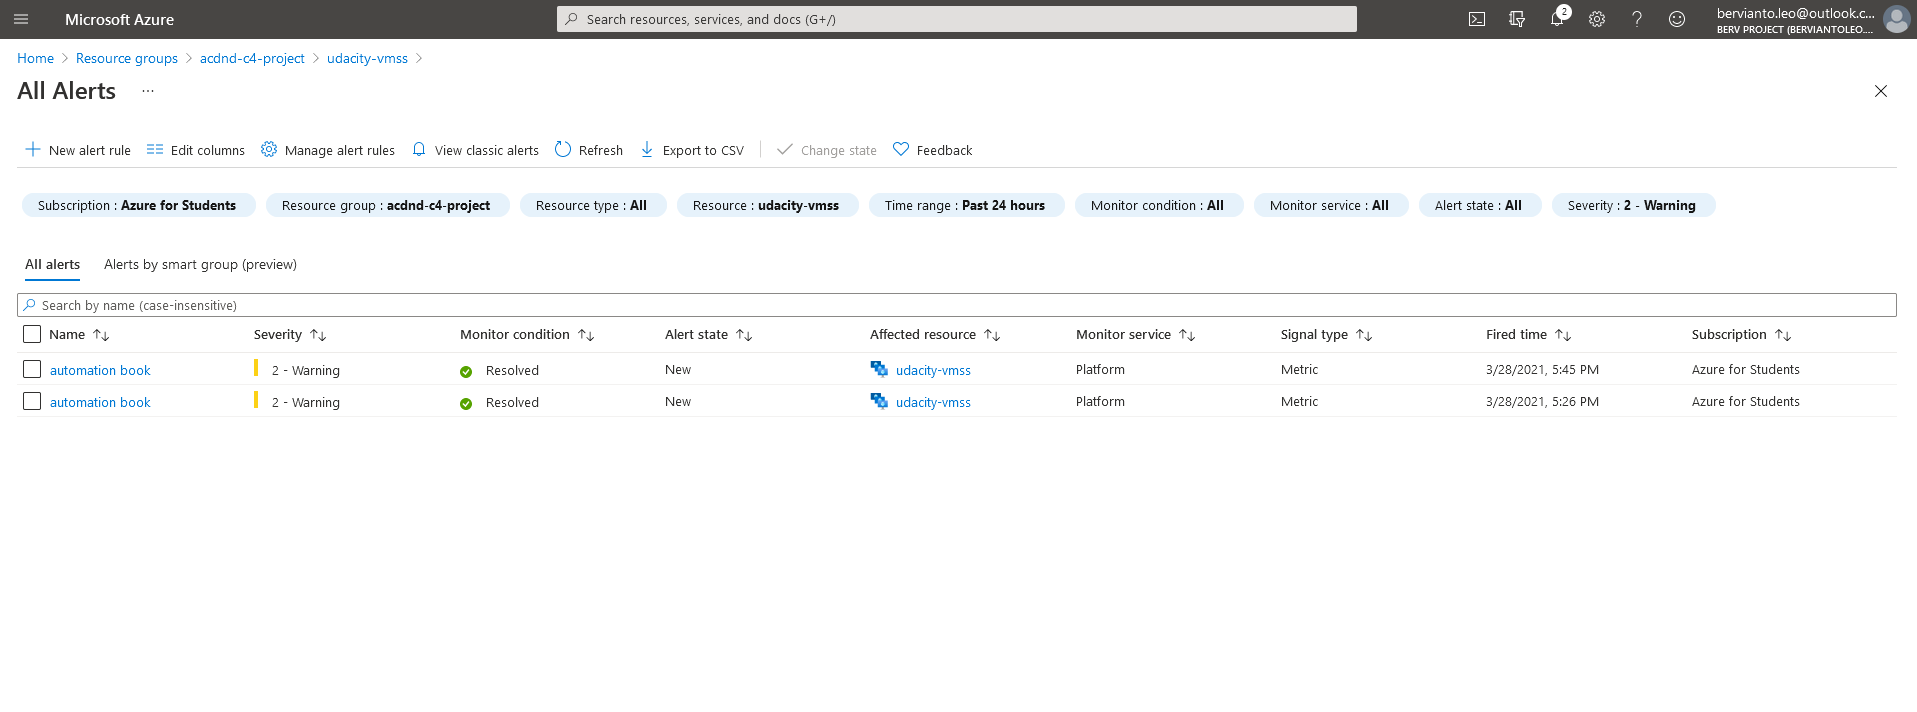 Microsoft Azure
Search resources, services, and docs (G+/)
2
bervianto.leo@outlook.c...
BERV PROJECT (BERVIANTOLEO....
Home > Resource groups > acdnd-c4-project > udacity-vmss >
All Alerts ...
New alert rule Edit columns Manage alert rules View classic alerts Refresh Export to CSV Change state Feedback
Subscription : Azure for Students Resource group : acdnd-c4-project Resource type : All Resource : udacity-vmss Time range : Past 24 hours Monitor condition : All Monitor service : All Alert state : All Severity : 2 - Warning
All alerts Alerts by smart group (preview)
Search by name (case-insensitive)
Name ↑↓ Severity ↑↓ Monitor condition ↑↓ Alert state ↑↓ Affected resource ↑↓ Monitor service ↑↓ Signal type ↑↓ Fired time ↑↓ Subscription ↑↓
automation book 2 - Warning Resolved New udacity-vmss Platform Metric 3/28/2021, 5:45 PM Azure for Students
automation book 2 - Warning Resolved New udacity-vmss Platform Metric 3/28/2021, 5:26 PM Azure for Students